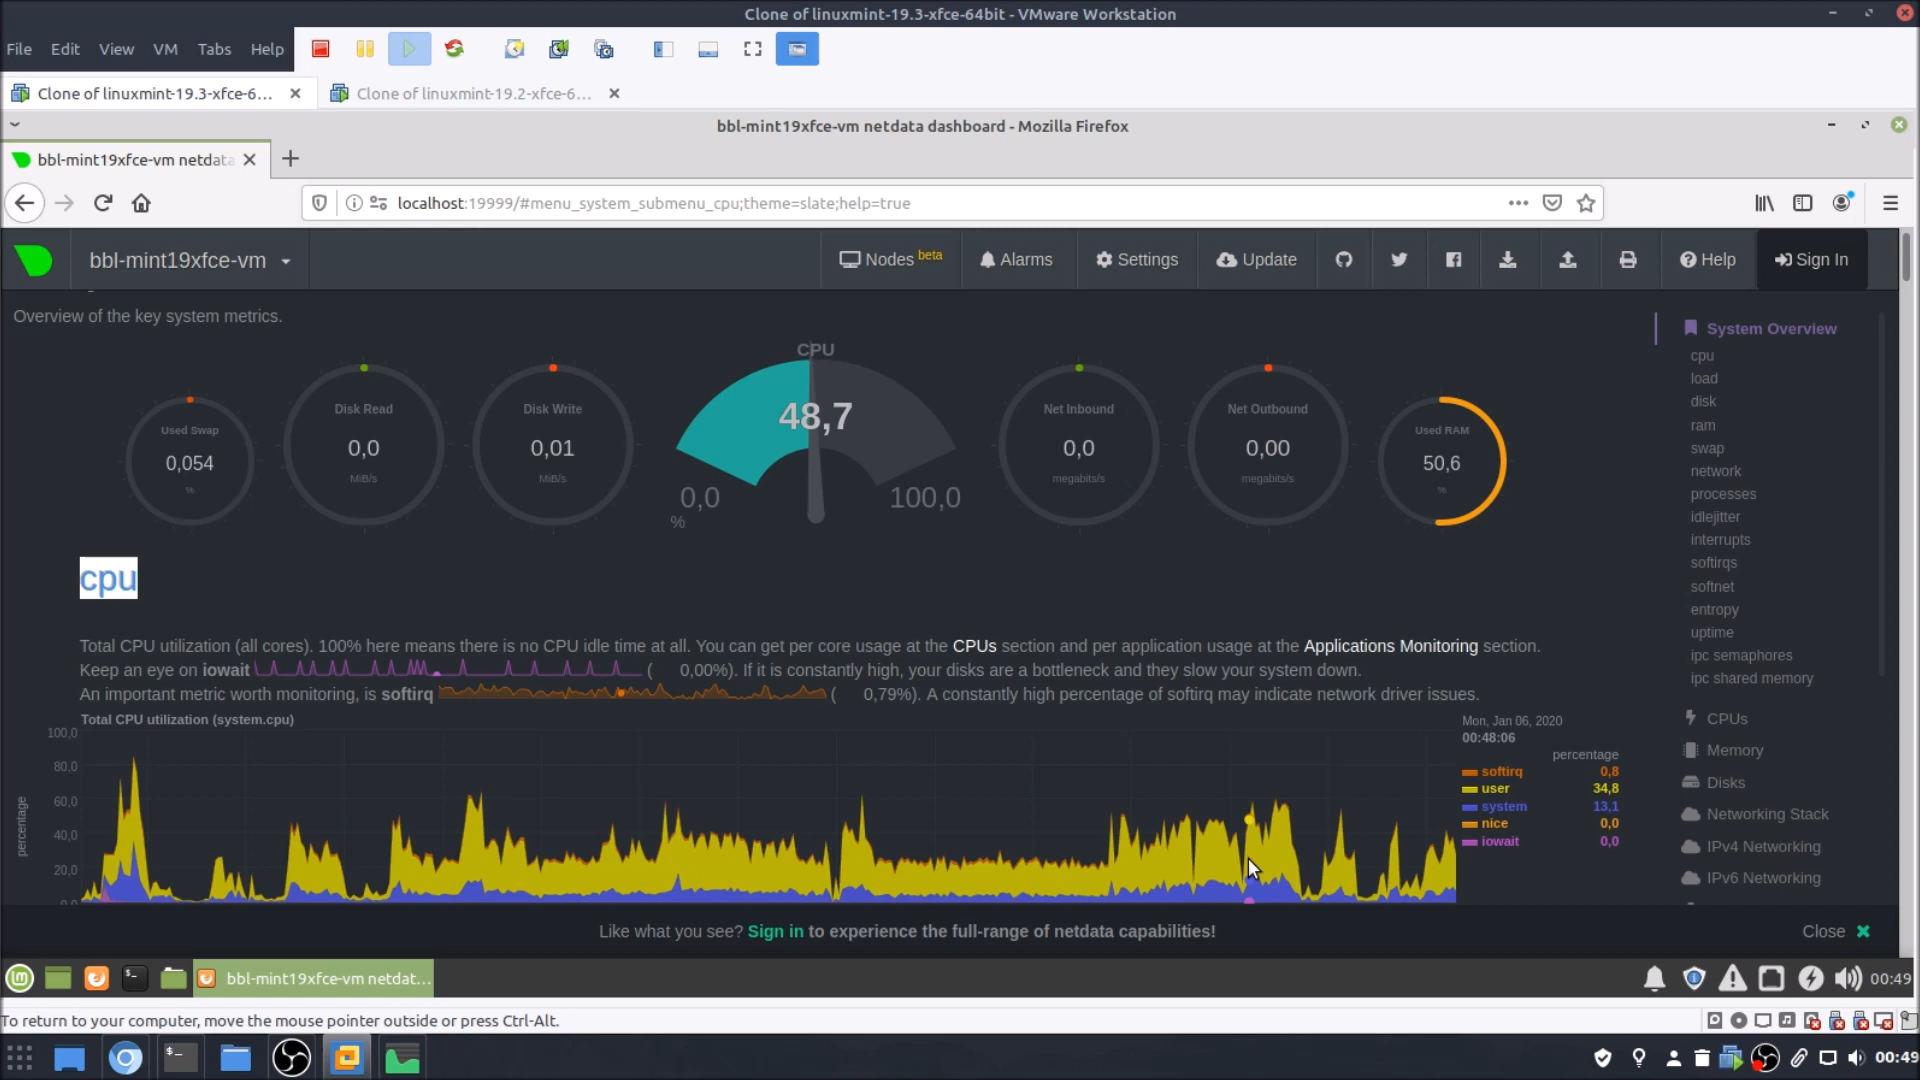 Clone of linuxmint-19.3-xfce-64bit - VMware Workstation
File Edit View VM Tabs Help
Clone of linuxmint-19.3-xfce-6...
Clone of linuxmint-19.2-xfce-6...
bbl-mint19xfce-vm netdata dashboard - Mozilla Firefox
bbl-mint19xfce-vm netdata
localhost:19999/#menu_system_submenu_cpu;theme=slate;help=true
bbl-mint19xfce-vm
Nodes beta
Alarms
Settings
Update
Help
Sign In
Overview of the key system metrics.
Used Swap
0,054
%
Disk Read
0,0
MiB/s
Disk Write
0,01
MiB/s
CPU
48,7
0,0
100,0
%
Net Inbound
0,0
megabits/s
Net Outbound
0,00
megabits/s
Used RAM
50,6
%
cpu
Total CPU utilization (all cores). 100% here means there is no CPU idle time at all. You can get per core usage at the CPUs section and per application usage at the Applications Monitoring section.
Keep an eye on iowait ( 0,00%). If it is constantly high, your disks are a bottleneck and they slow your system down.
An important metric worth monitoring, is softirq ( 0,79%). A constantly high percentage of softirq may indicate network driver issues.
Total CPU utilization (system.cpu)
percentage
100,0
80,0
60,0
40,0
20,0
0,0
Mon, Jan 06, 2020
00:48:06
percentage
softirq 0,8
user 34,8
system 13,1
nice 0,0
iowait 0,0
System Overview
cpu
load
disk
ram
swap
network
processes
idlejitter
interrupts
softirqs
softnet
entropy
uptime
ipc semaphores
ipc shared memory
CPUs
Memory
Disks
Networking Stack
IPv4 Networking
IPv6 Networking
Like what you see? Sign in to experience the full-range of netdata capabilities!
Close
bbl-mint19xfce-vm netdat...
00:49
To return to your computer, move the mouse pointer outside or press Ctrl-Alt.
00:49